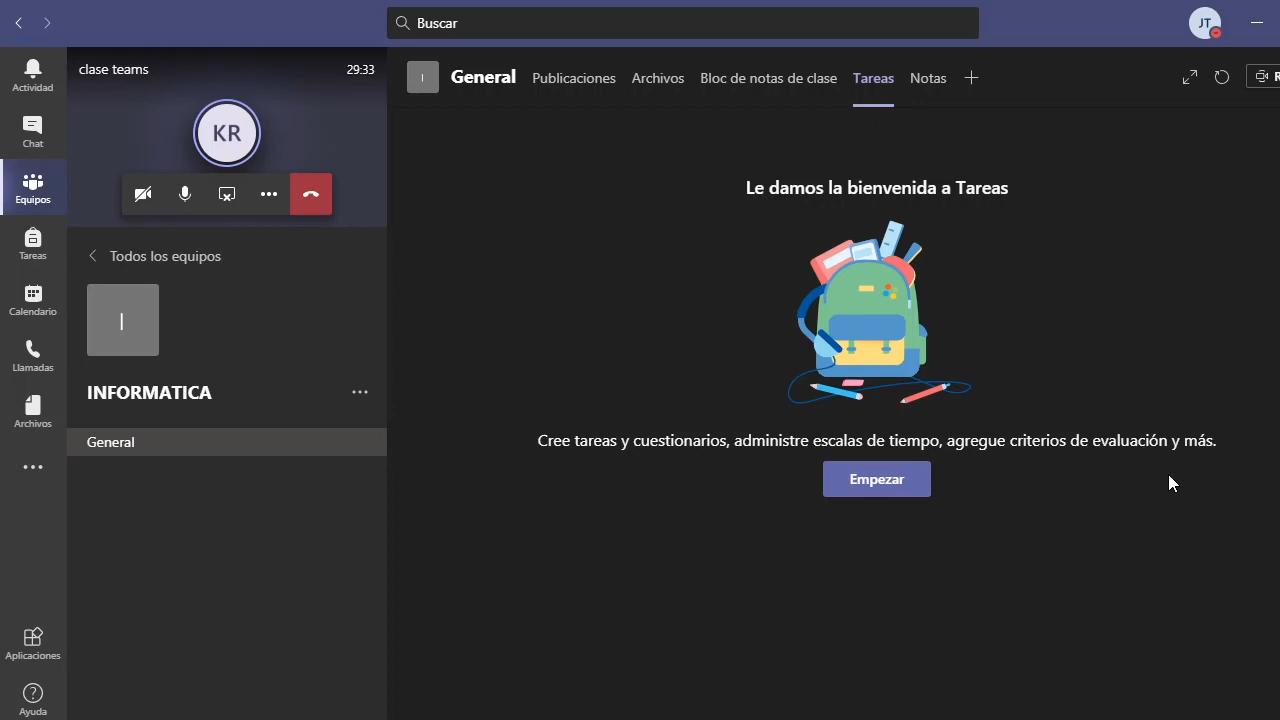 Buscar
JT
Actividad
Chat
Equipos
Tareas
Calendario
Llamadas
Archivos
Aplicaciones
Ayuda
clase teams
29:33
KR
Todos los equipos
I
INFORMATICA
General
I
General
Publicaciones
Archivos
Bloc de notas de clase
Tareas
Notas
R
Le damos la bienvenida a Tareas
Cree tareas y cuestionarios, administre escalas de tiempo, agregue criterios de evaluación y más.
Empezar